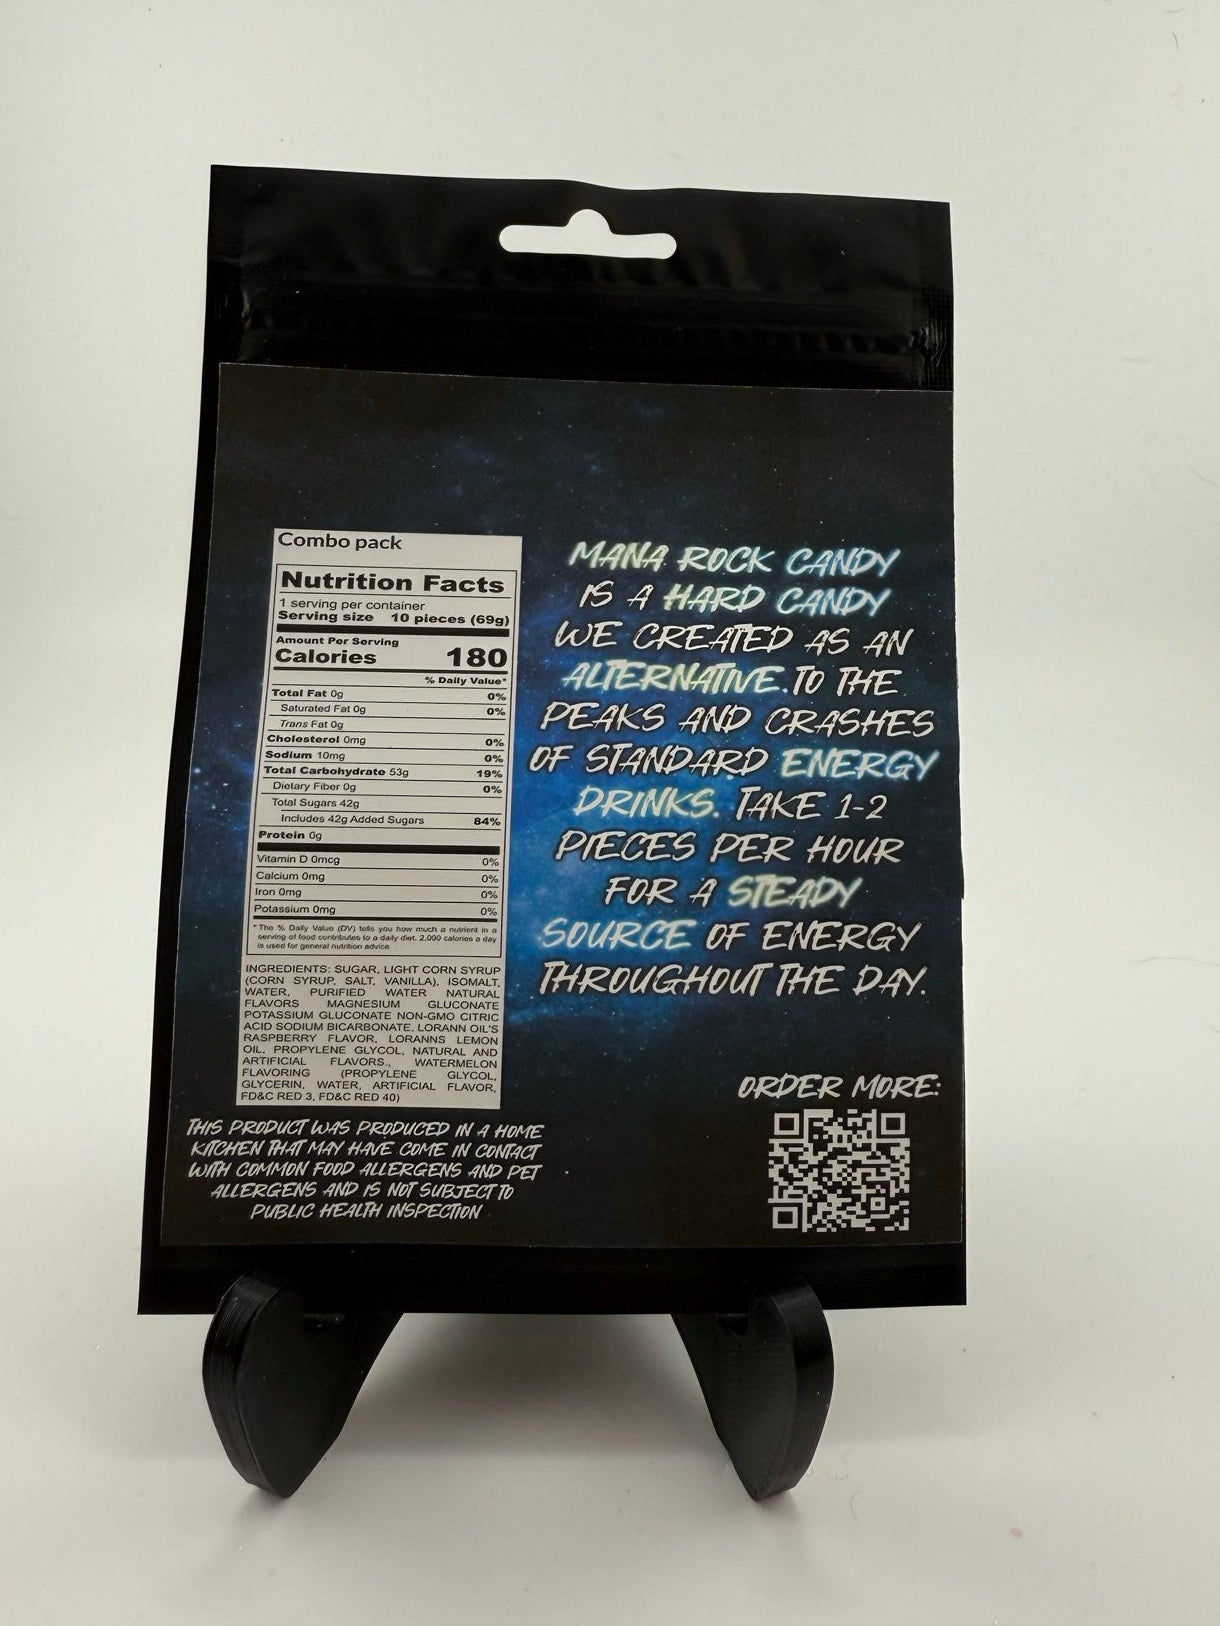 Combo pack
Nutrition Facts
1 serving per container
Serving size 10 pieces (69g)
Amount Per Serving
Calories 180
% Daily Value*
Total Fat 0g 0%
Saturated Fat 0g 0%
Trans Fat 0g
Cholesterol 0mg 0%
Sodium 10mg 0%
Total Carbohydrate 53g 19%
Dietary Fiber 0g 0%
Total Sugars 42g
Includes 42g Added Sugars 84%
Protein 0g
Vitamin D 0mcg 0%
Calcium 0mg 0%
Iron 0mg 0%
Potassium 0mg 0%
* The % Daily Value (DV) tells you how much a nutrient in a
serving of food contributes to a daily diet. 2,000 calories a day
is used for general nutrition advice
INGREDIENTS: SUGAR, LIGHT CORN SYRUP
(CORN SYRUP, SALT, VANILLA), ISOMALT,
WATER, PURIFIED WATER NATURAL
FLAVORS MAGNESIUM GLUCONATE
POTASSIUM GLUCONATE NON-GMO CITRIC
ACID SODIUM BICARBONATE, LORANN OIL'S
RASPBERRY FLAVOR, LORANNS LEMON
OIL, PROPYLENE GLYCOL, NATURAL AND
ARTIFICIAL FLAVORS., WATERMELON
FLAVORING (PROPYLENE GLYCOL,
GLYCERIN, WATER, ARTIFICIAL FLAVOR,
FD&C RED 3, FD&C RED 40)
THIS PRODUCT WAS PRODUCED IN A HOME
KITCHEN THAT MAY HAVE COME IN CONTACT
WITH COMMON FOOD ALLERGENS AND PET
ALLERGENS AND IS NOT SUBJECT TO
PUBLIC HEALTH INSPECTION
MANA ROCK CANDY
IS A HARD CANDY
WE CREATED AS AN
ALTERNATIVE.TO THE
PEAKS AND CRASHES
OF STANDARD ENERGY
DRINKS. TAKE 1-2
PIECES PER HOUR
FOR A STEADY
SOURCE OF ENERGY
THROUGHOUT THE DAY.
ORDER MORE: